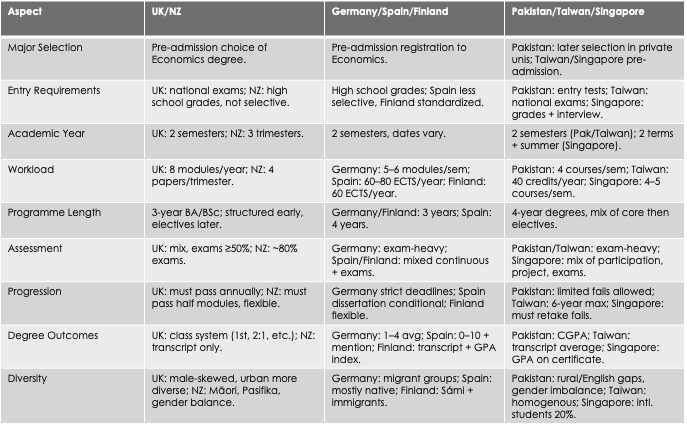 Aspect
UK/NZ
Germany/Spain/Finland
Pakistan/Taiwan/Singapore
Major Selection
Pre-admission choice of
Economics degree.
Pre-admission registration to
Economics.
Pakistan: later selection in private
unis; Taiwan/Singapore pre-
admission.
Entry Requirements
UK: national exams; NZ: high
school grades, not selective.
High school grades; Spain less
selective, Finland standardized.
Pakistan: entry tests; Taiwan:
national exams; Singapore:
grades + interview.
Academic Year
UK: 2 semesters; NZ: 3 trimesters.
2 semesters, dates vary.
2 semesters (Pak/Taiwan); 2 terms
+ summer (Singapore).
Workload
UK: 8 modules/year; NZ: 4
papers/trimester.
Germany: 5–6 modules/sem;
Spain: 60–80 ECTS/year; Finland:
60 ECTS/year.
Pakistan: 4 courses/sem; Taiwan:
40 credits/year; Singapore: 4–5
courses/sem.
Programme Length
3-year BA/BSc; structured early,
electives later.
Germany/Finland: 3 years; Spain:
4 years.
4-year degrees, mix of core then
electives.
Assessment
UK: mix, exams ≥50%; NZ: ~80%
exams.
Germany: exam-heavy;
Spain/Finland: mixed continuous
+ exams.
Pakistan/Taiwan: exam-heavy;
Singapore: mix of participation,
project, exams.
Progression
UK: must pass annually; NZ: must
pass half modules, flexible.
Germany strict deadlines; Spain
dissertation conditional; Finland
flexible.
Pakistan: limited fails allowed;
Taiwan: 6-year max; Singapore:
must retake fails.
Degree Outcomes
UK: class system (1st, 2:1, etc.); NZ:
transcript only.
Germany: 1–4 avg; Spain: 0–10 +
mention; Finland: transcript + GPA
index.
Pakistan: CGPA; Taiwan:
transcript average; Singapore:
GPA on certificate.
Diversity
UK: male-skewed, urban more
diverse; NZ: Māori, Pasifika,
gender balance.
Germany: migrant groups; Spain:
mostly native; Finland: Sámi +
immigrants.
Pakistan: rural/English gaps,
gender imbalance; Taiwan:
homogenous; Singapore: intl.
students 20%.